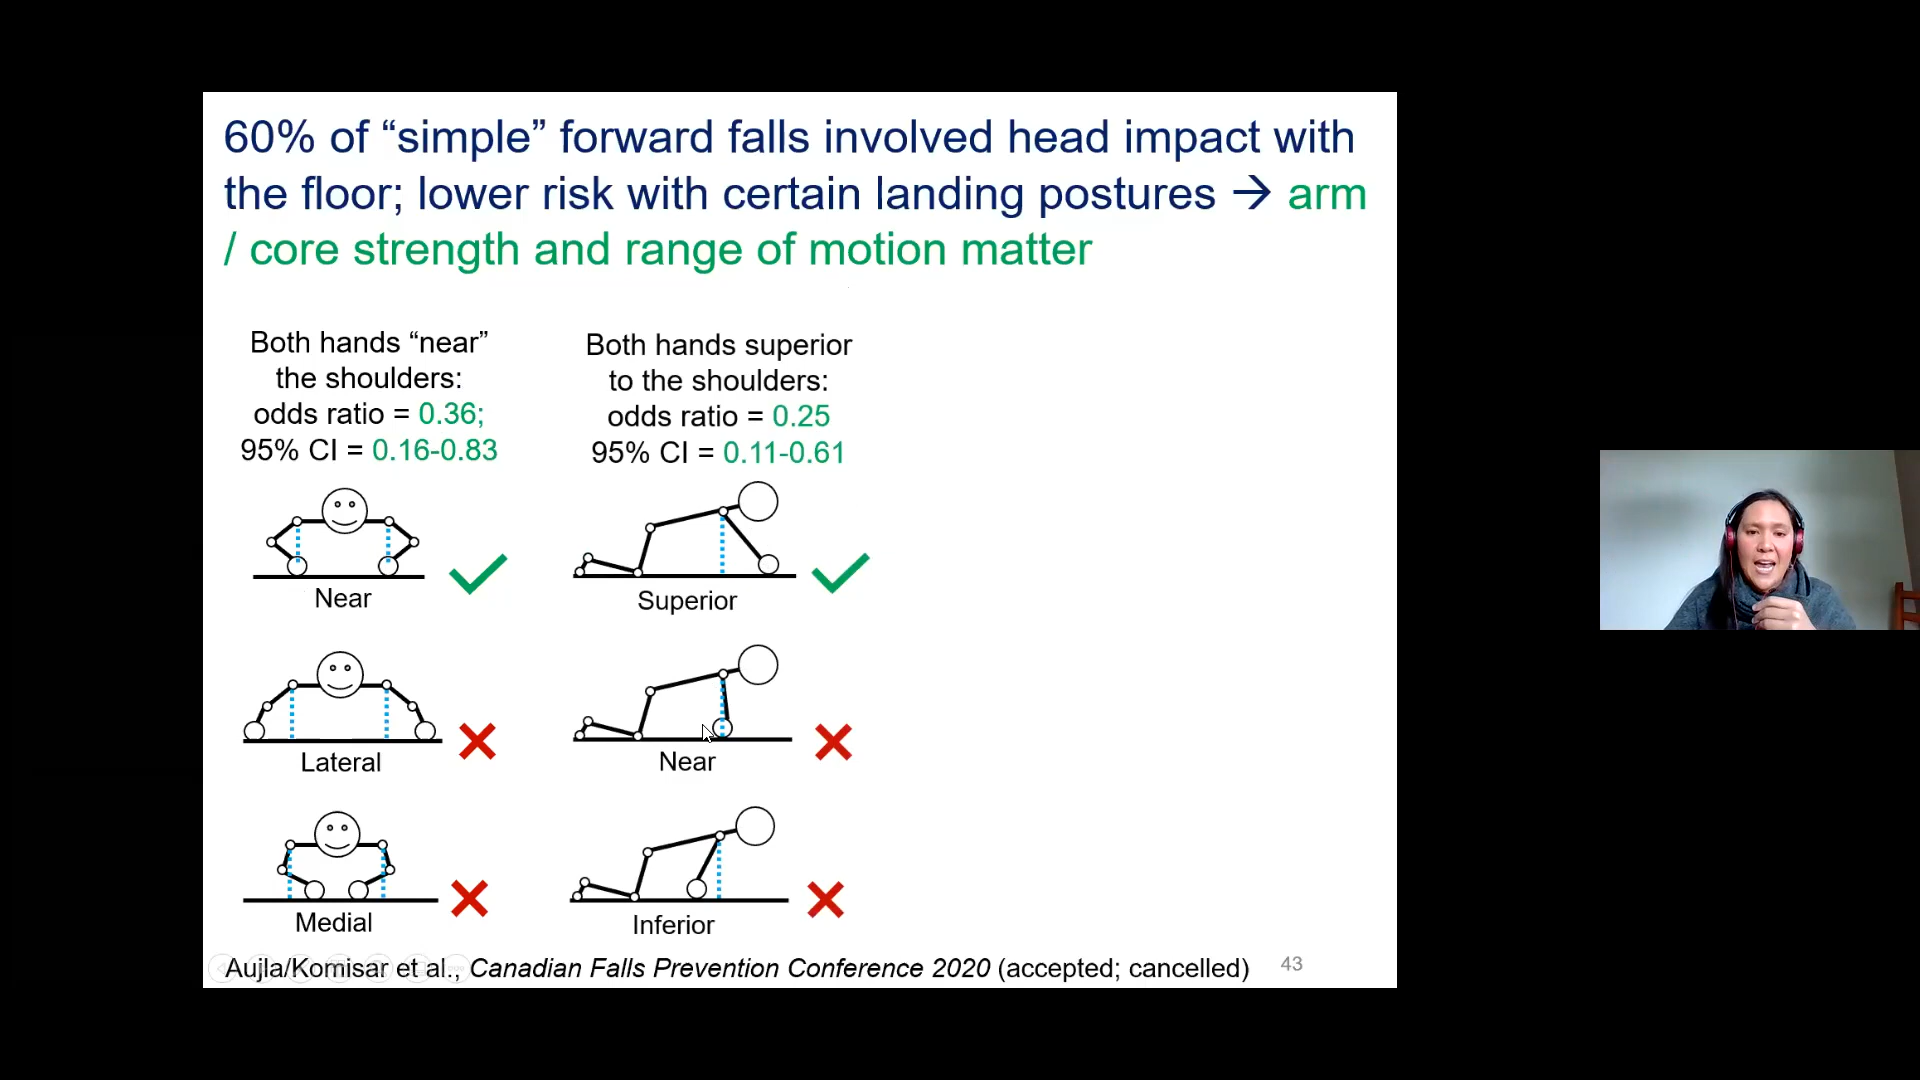 60% of “simple” forward falls involved head impact with
the floor; lower risk with certain landing postures → arm
/ core strength and range of motion matter
Both hands “near”
the shoulders:
odds ratio = 0.36;
95% CI = 0.16-0.83
Both hands superior
to the shoulders:
odds ratio = 0.25
95% CI = 0.11-0.61
Near
Superior
Lateral
Near
Medial
Inferior
Aujla/Komisar et al., Canadian Falls Prevention Conference 2020 (accepted; cancelled)
43